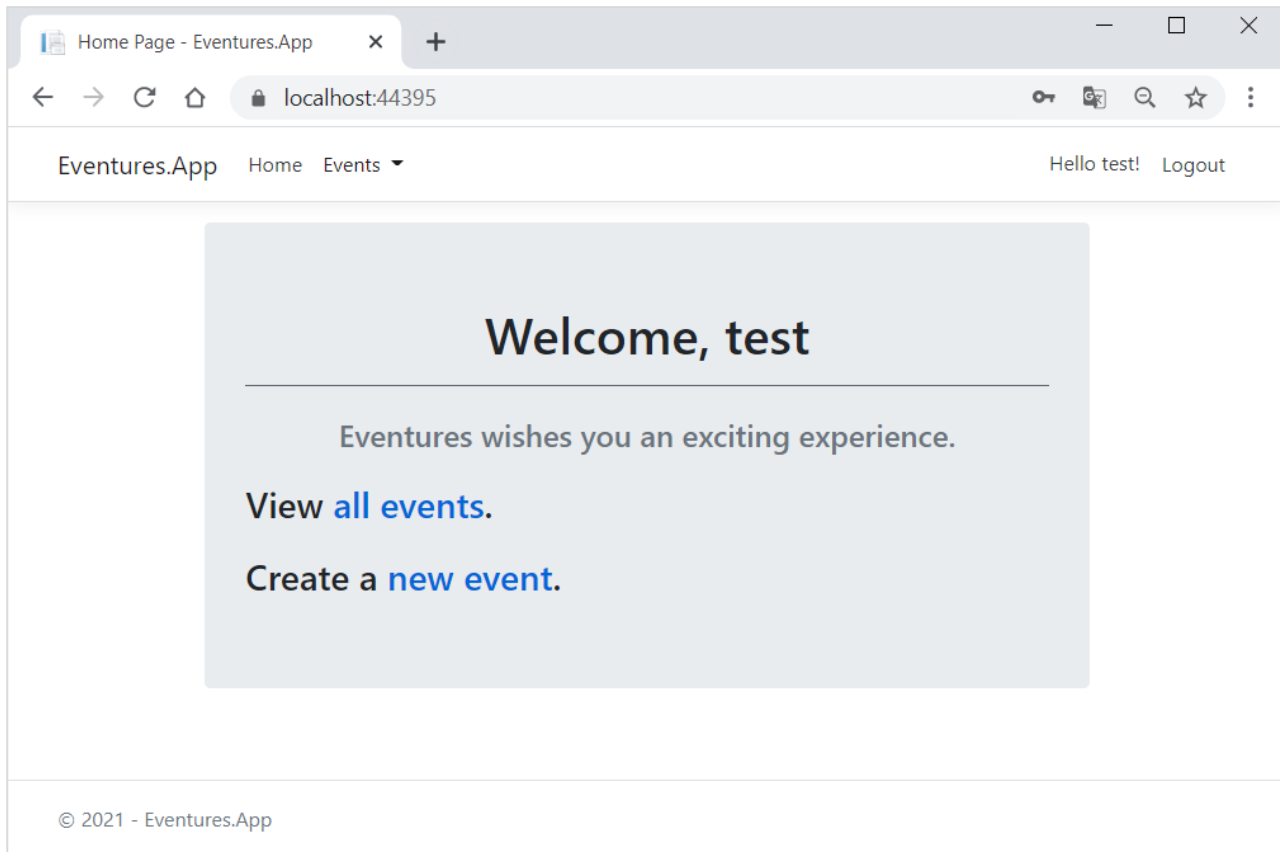 Home Page - Eventures.App
localhost:44395
Eventures.App Home Events Hello test! Logout
Welcome, test
Eventures wishes you an exciting experience.
View all events.
Create a new event.
© 2021 - Eventures.App